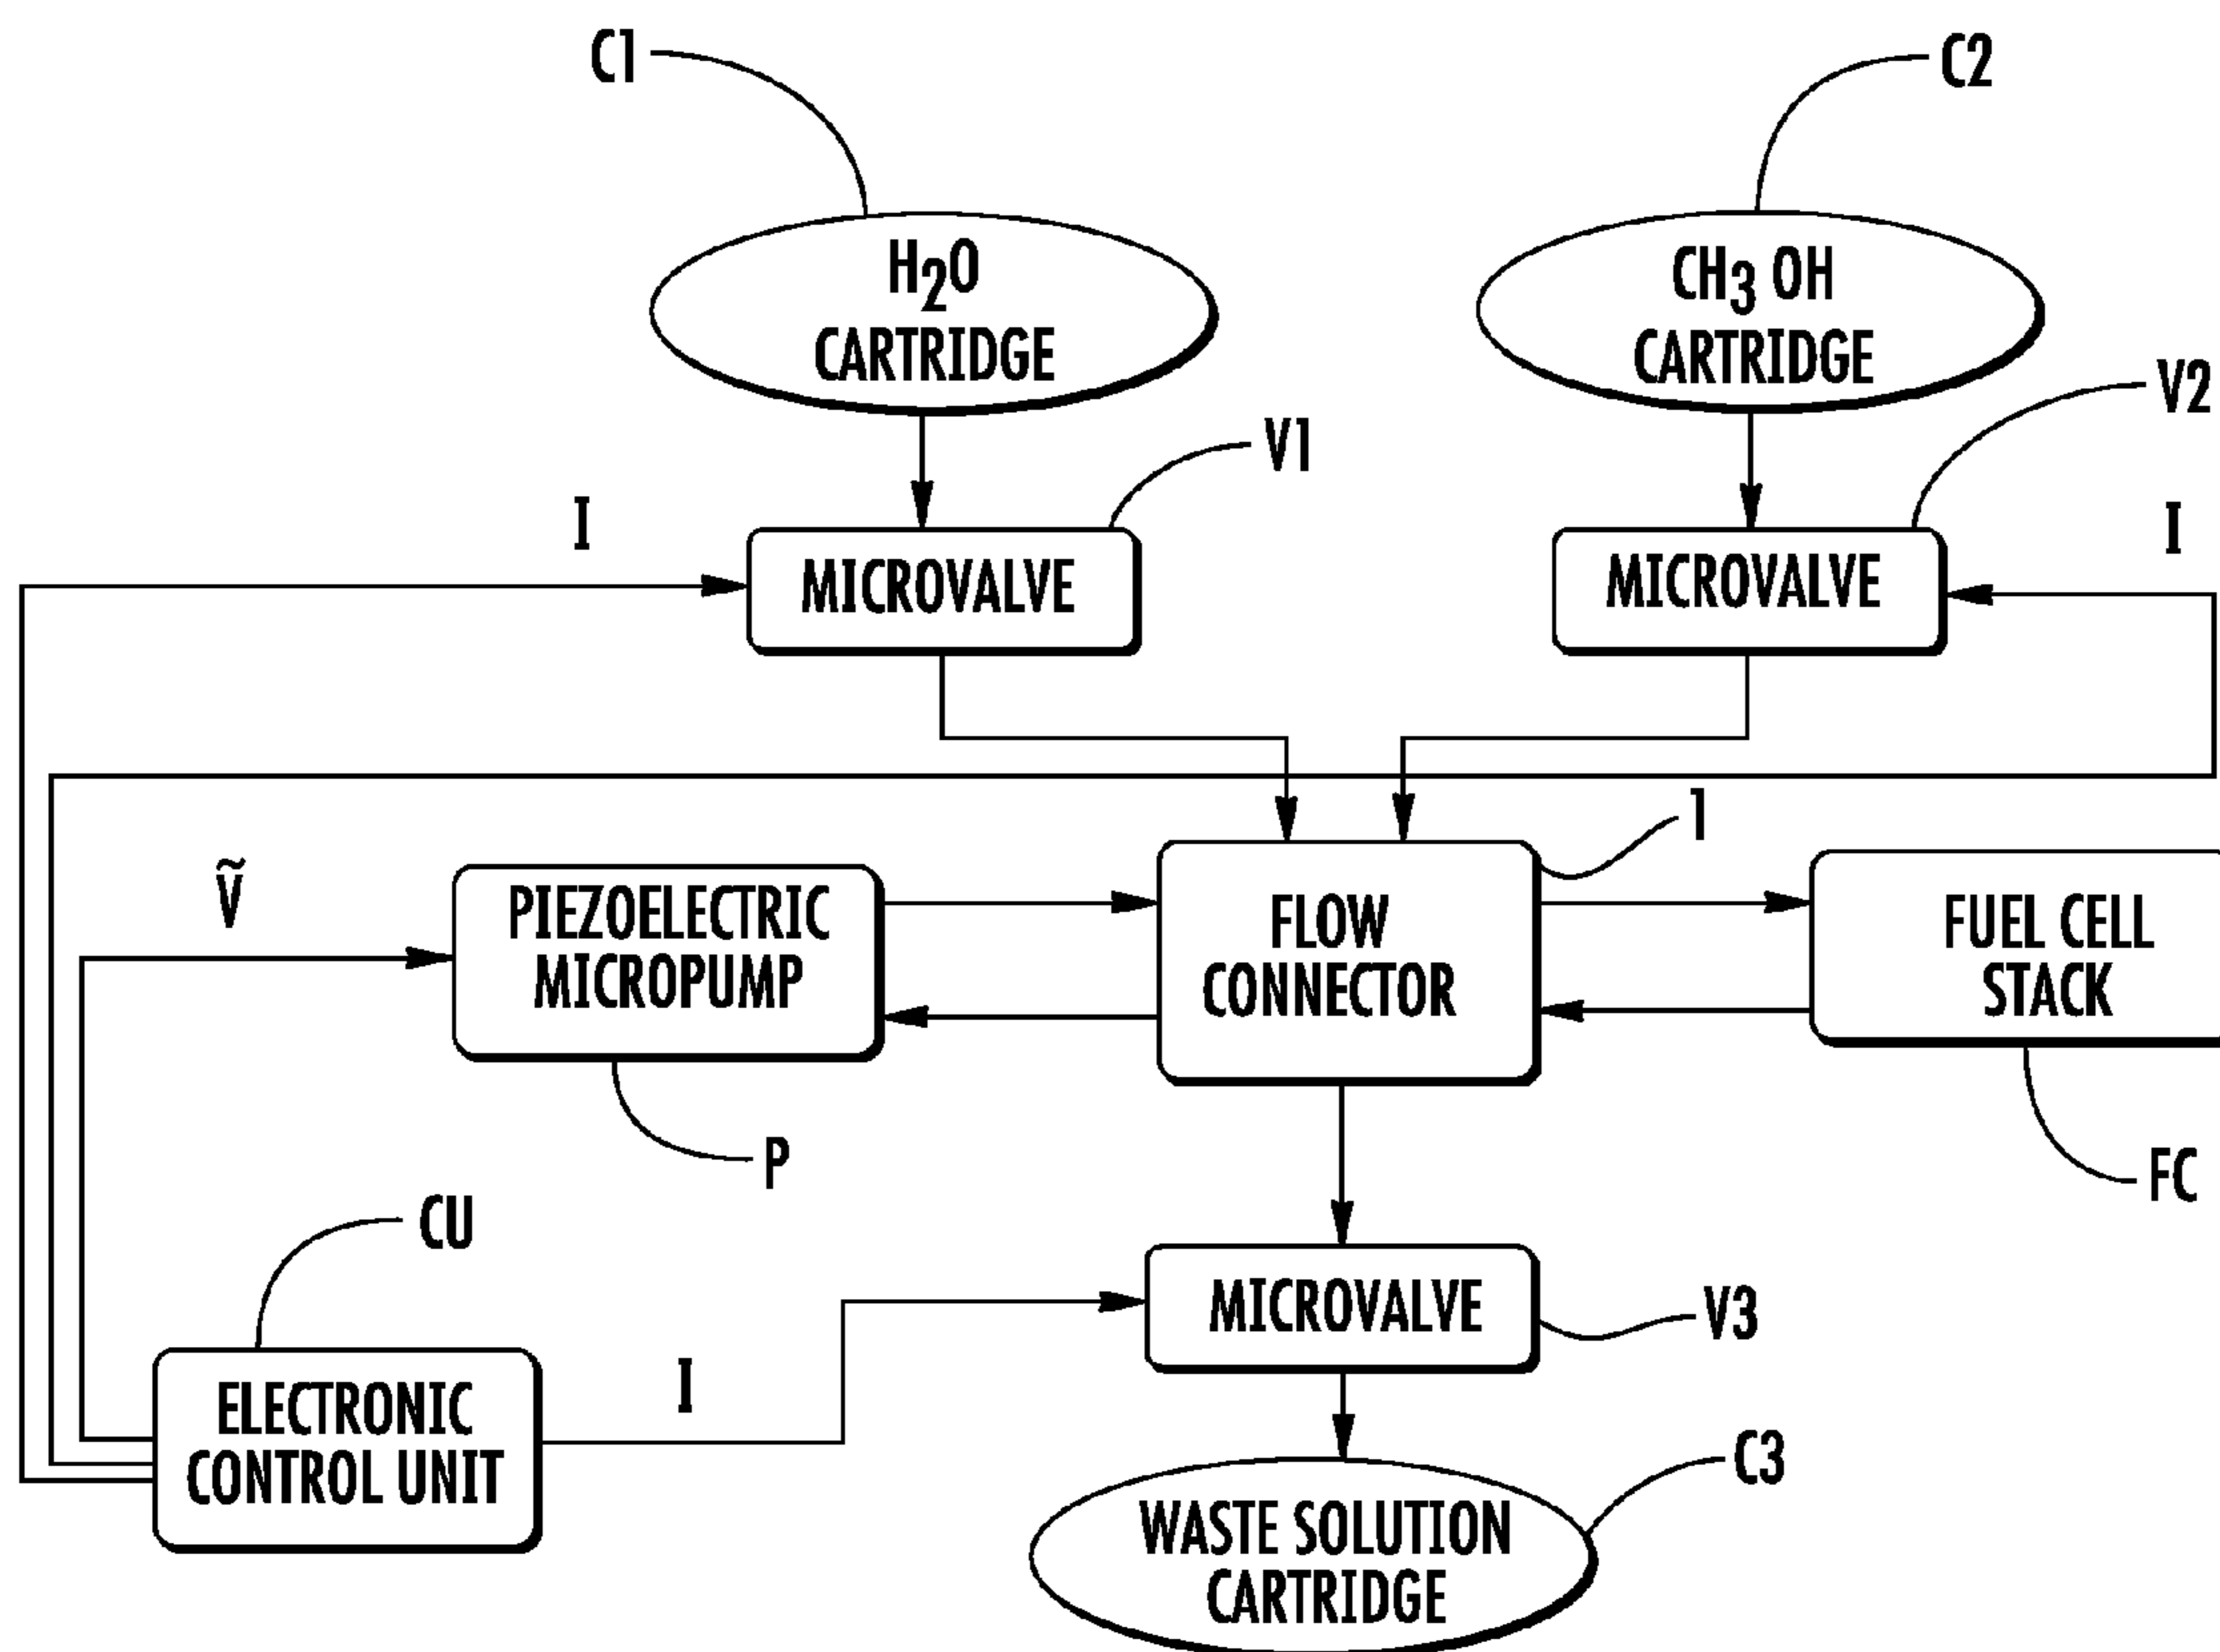 C1
C2
H2O
CARTRIDGE
CH3 OH
CARTRIDGE
V1
V2
I
I
MICROVALVE
MICROVALVE
1
Ṽ
PIEZOELECTRIC
MICROPUMP
FLOW
CONNECTOR
FUEL CELL
STACK
P
FC
CU
MICROVALVE
V3
I
ELECTRONIC
CONTROL UNIT
C3
WASTE SOLUTION
CARTRIDGE